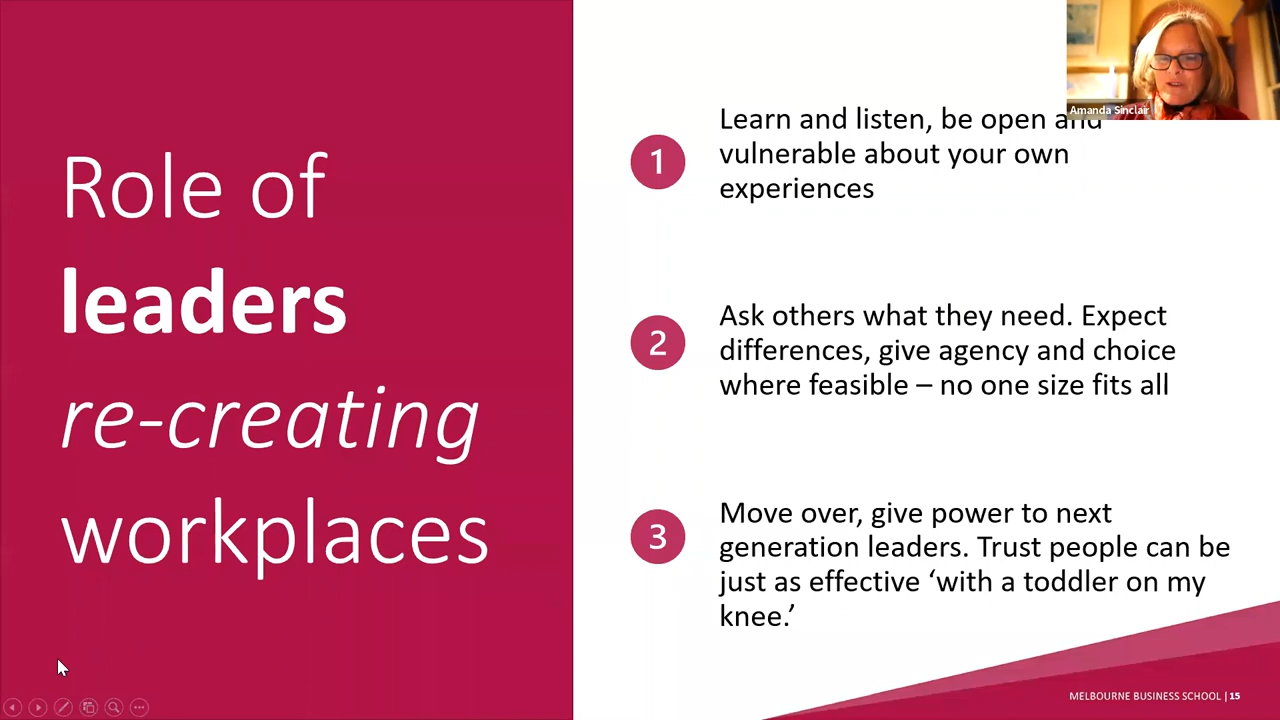 Role of
leaders
re-creating
workplaces
Amanda Sinclair
1
Learn and listen, be open and
vulnerable about your own
experiences
2
Ask others what they need. Expect
differences, give agency and choice
where feasible – no one size fits all
3
Move over, give power to next
generation leaders. Trust people can be
just as effective ‘with a toddler on my
knee.’
MELBOURNE BUSINESS SCHOOL | 15